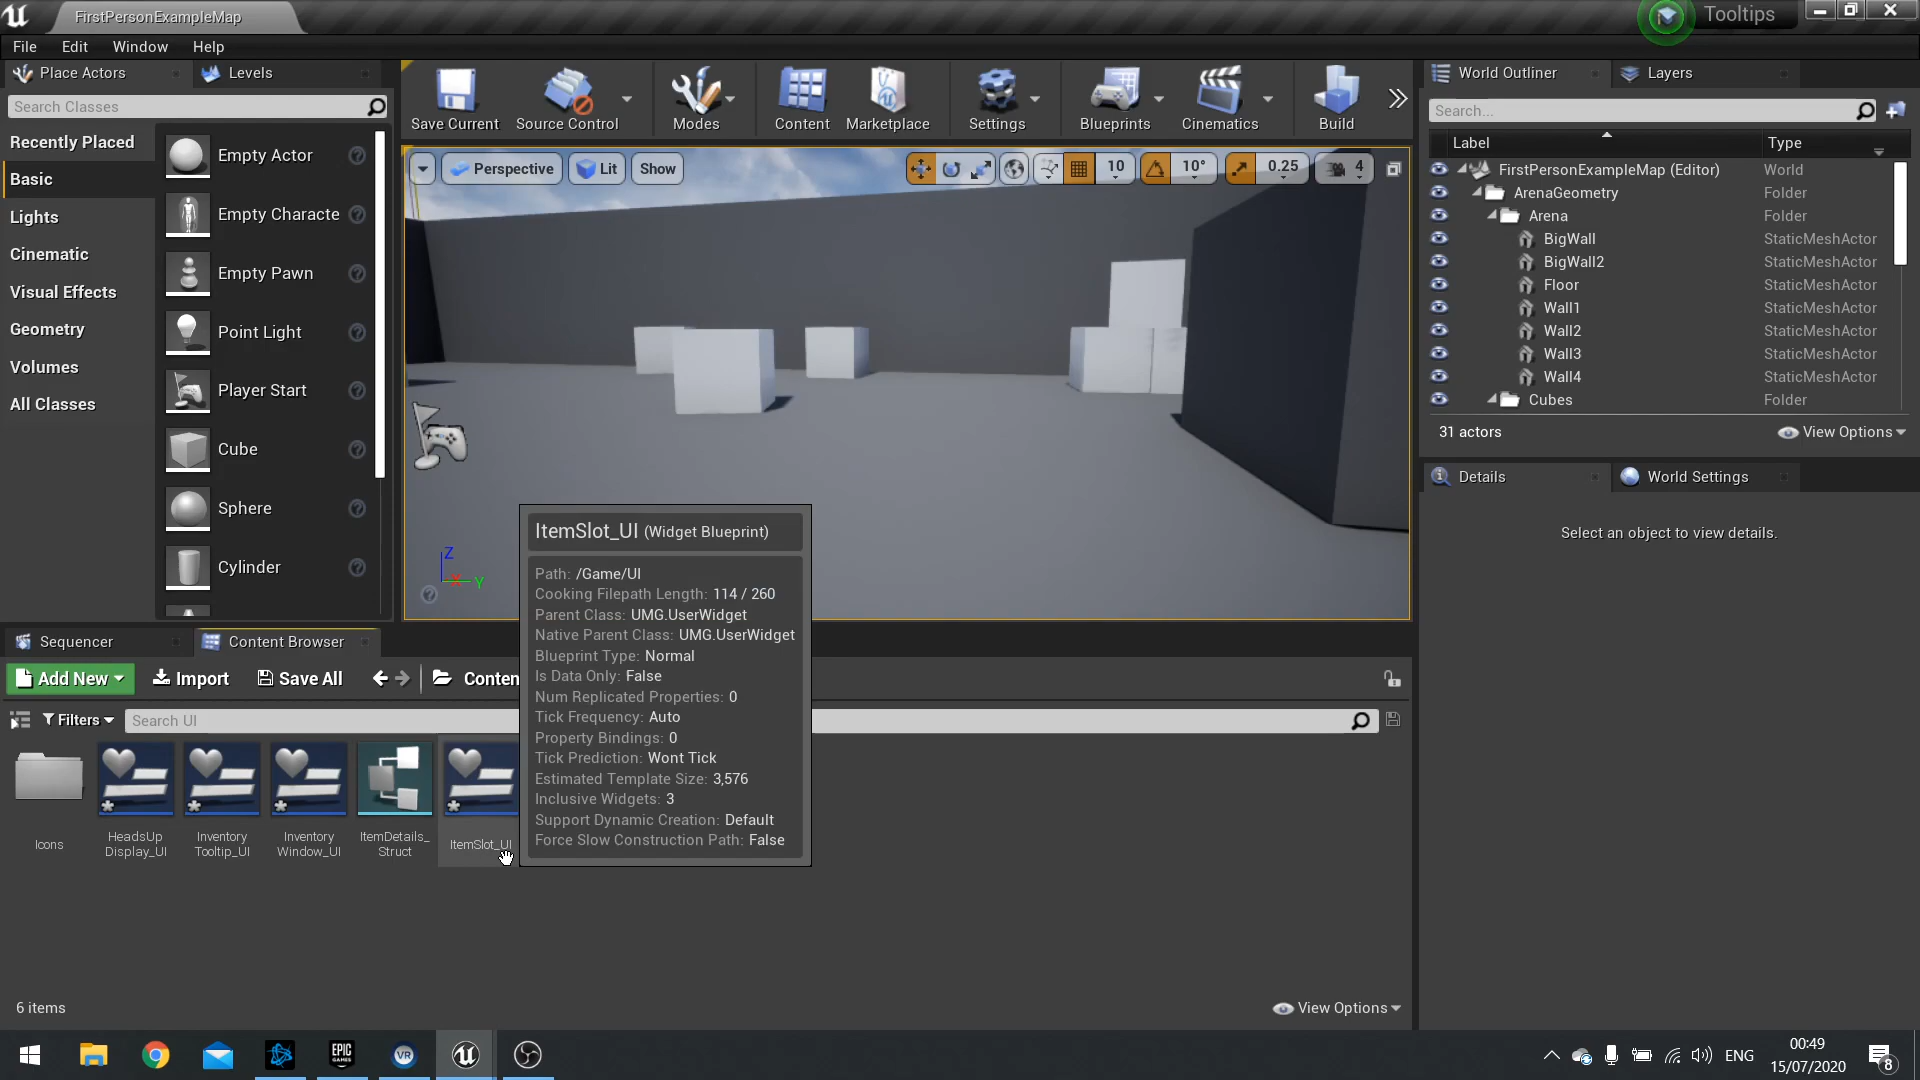 FirstPersonExampleMap
Tooltips
File Edit Window Help
Place Actors
Levels
Search Classes
Recently Placed
Basic
Lights
Cinematic
Visual Effects
Geometry
Volumes
All Classes
Empty Actor
Empty Characte
Empty Pawn
Point Light
Player Start
Cube
Sphere
Cylinder
Save Current
Source Control
Modes
Content
Marketplace
Settings
Blueprints
Cinematics
Build
Perspective
Lit
Show
10
10°
0.25
4
Z
X
Y
World Outliner
Layers
Search...
Label Type
FirstPersonExampleMap (Editor) World
ArenaGeometry Folder
Arena Folder
BigWall StaticMeshActor
BigWall2 StaticMeshActor
Floor StaticMeshActor
Wall1 StaticMeshActor
Wall2 StaticMeshActor
Wall3 StaticMeshActor
Wall4 StaticMeshActor
Cubes Folder
31 actors
View Options
Details
World Settings
Select an object to view details.
ItemSlot_UI (Widget Blueprint)
Path: /Game/UI
Cooking Filepath Length: 114 / 260
Parent Class: UMG.UserWidget
Native Parent Class: UMG.UserWidget
Blueprint Type: Normal
Is Data Only: False
Num Replicated Properties: 0
Tick Frequency: Auto
Property Bindings: 0
Tick Prediction: Wont Tick
Estimated Template Size: 3,576
Inclusive Widgets: 3
Support Dynamic Creation: Default
Force Slow Construction Path: False
Sequencer
Content Browser
Add New
Import
Save All
Conten
Filters
Search UI
Icons
HeadsUp
Display_UI
Inventory
Tooltip_UI
Inventory
Window_UI
ItemDetails_
Struct
ItemSlot_UI
6 items
View Options
EPIC
GAMES
VR
ENG
00:49
15/07/2020
8